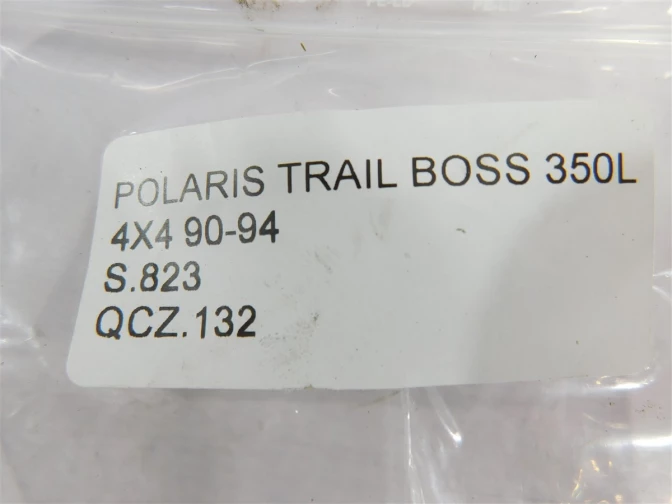 POLARIS TRAIL BOSS 350L
4X4 90-94
S.823
QCZ.132